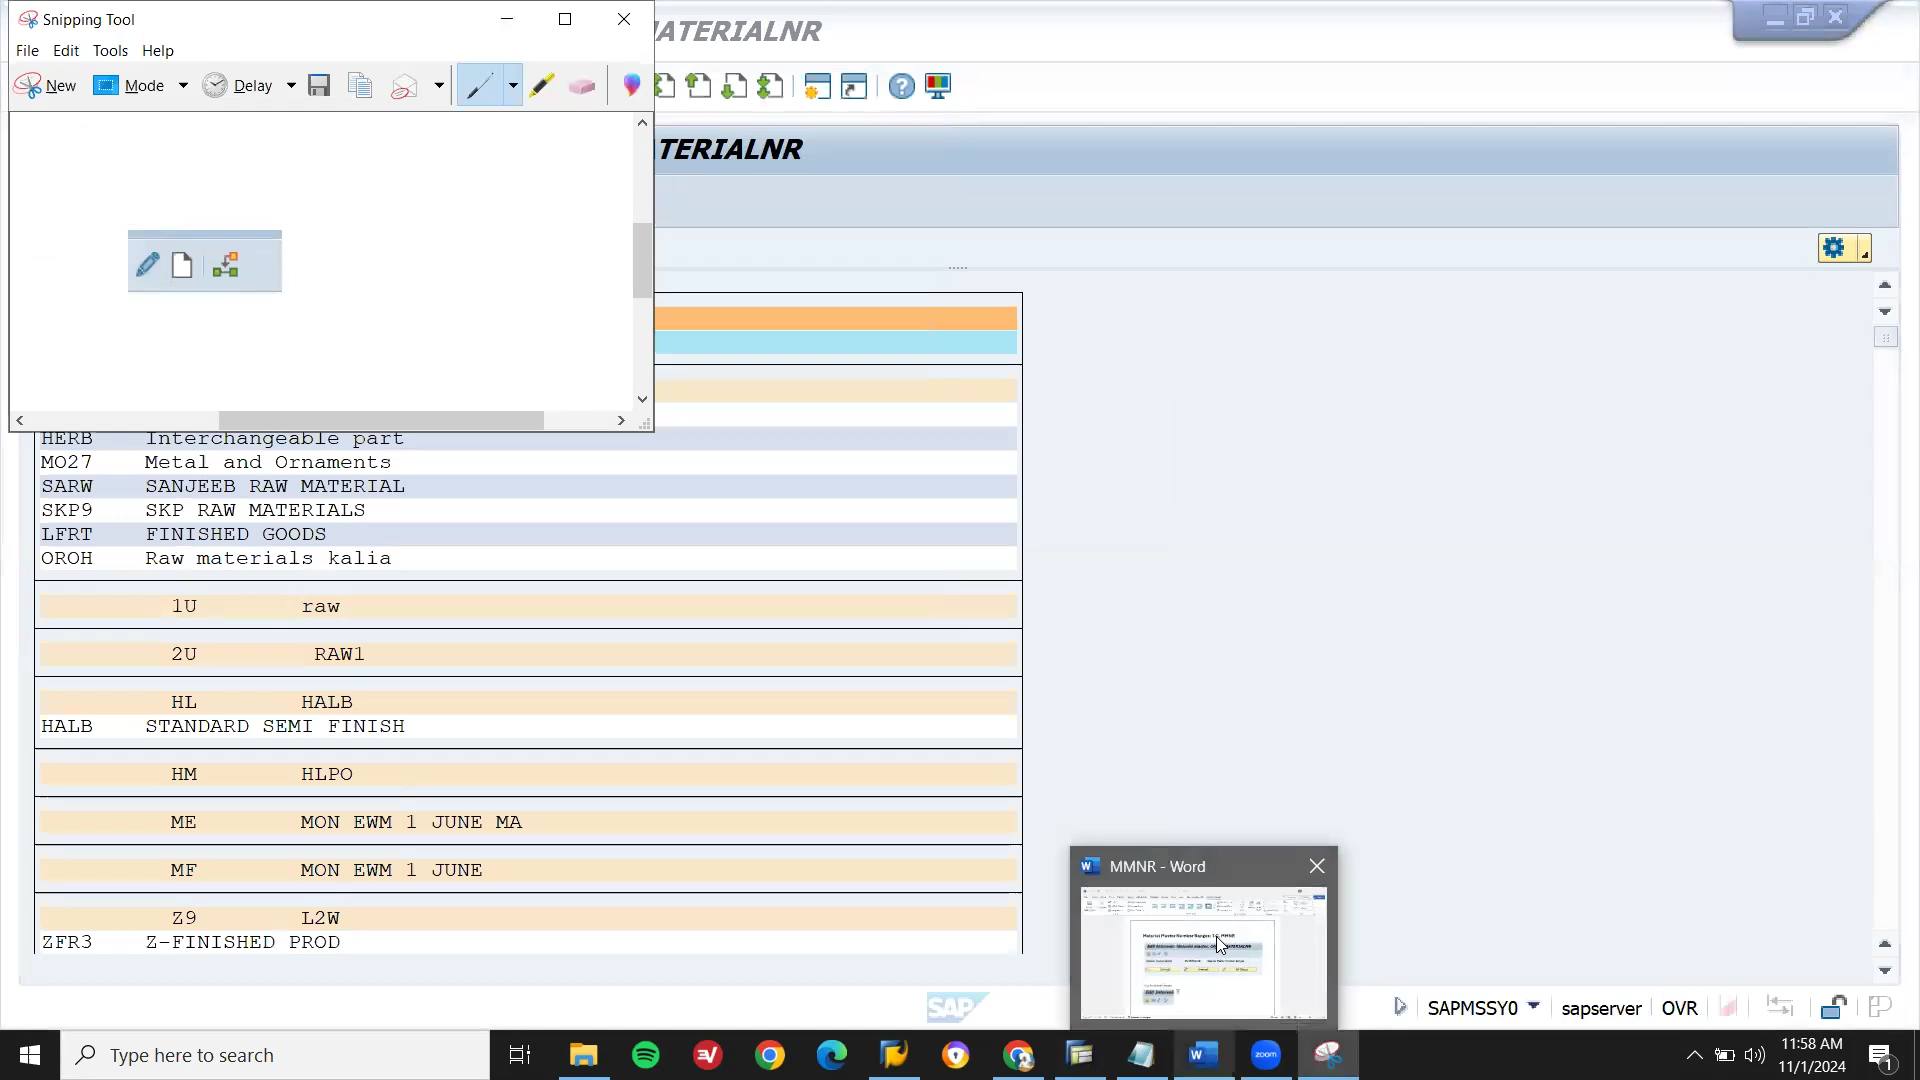 Snipping Tool
File Edit Tools Help
New Mode Delay
ATERIALNR
TERIALNR
HERB Interchangeable part
MO27 Metal and Ornaments
SARW SANJEEB RAW MATERIAL
SKP9 SKP RAW MATERIALS
LFRT FINISHED GOODS
OROH Raw materials kalia
1U raw
2U RAW1
HL HALB
HALB STANDARD SEMI FINISH
HM HLPO
ME MON EWM 1 JUNE MA
MF MON EWM 1 JUNE
Z9 L2W
ZFR3 Z-FINISHED PROD
MMNR - Word
SAP
SAPMSSY0 sapserver OVR
Type here to search
zoom
11:58 AM
11/1/2024
1